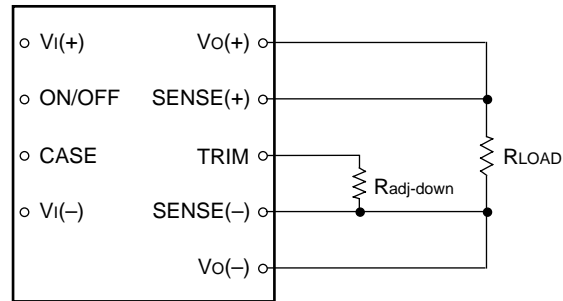 VI(+) VO(+)
ON/OFF SENSE(+)
CASE TRIM
RLOAD
Radj-down
VI(–) SENSE(–)
VO(–)